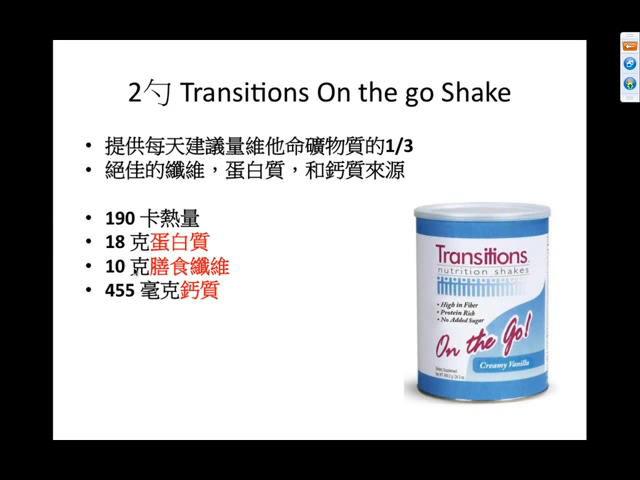 2勺 Transitions On the go Shake
• 提供每天建議量維他命礦物質的1/3
• 絕佳的纖維，蛋白質，和鈣質來源
• 190 卡熱量
• 18 克蛋白質
• 10 克膳食纖維
• 455 毫克鈣質
Transitions
nutrition shakes
• High in Fiber
• Protein Rich
• No Added Sugar
On the Go!
Creamy Vanilla